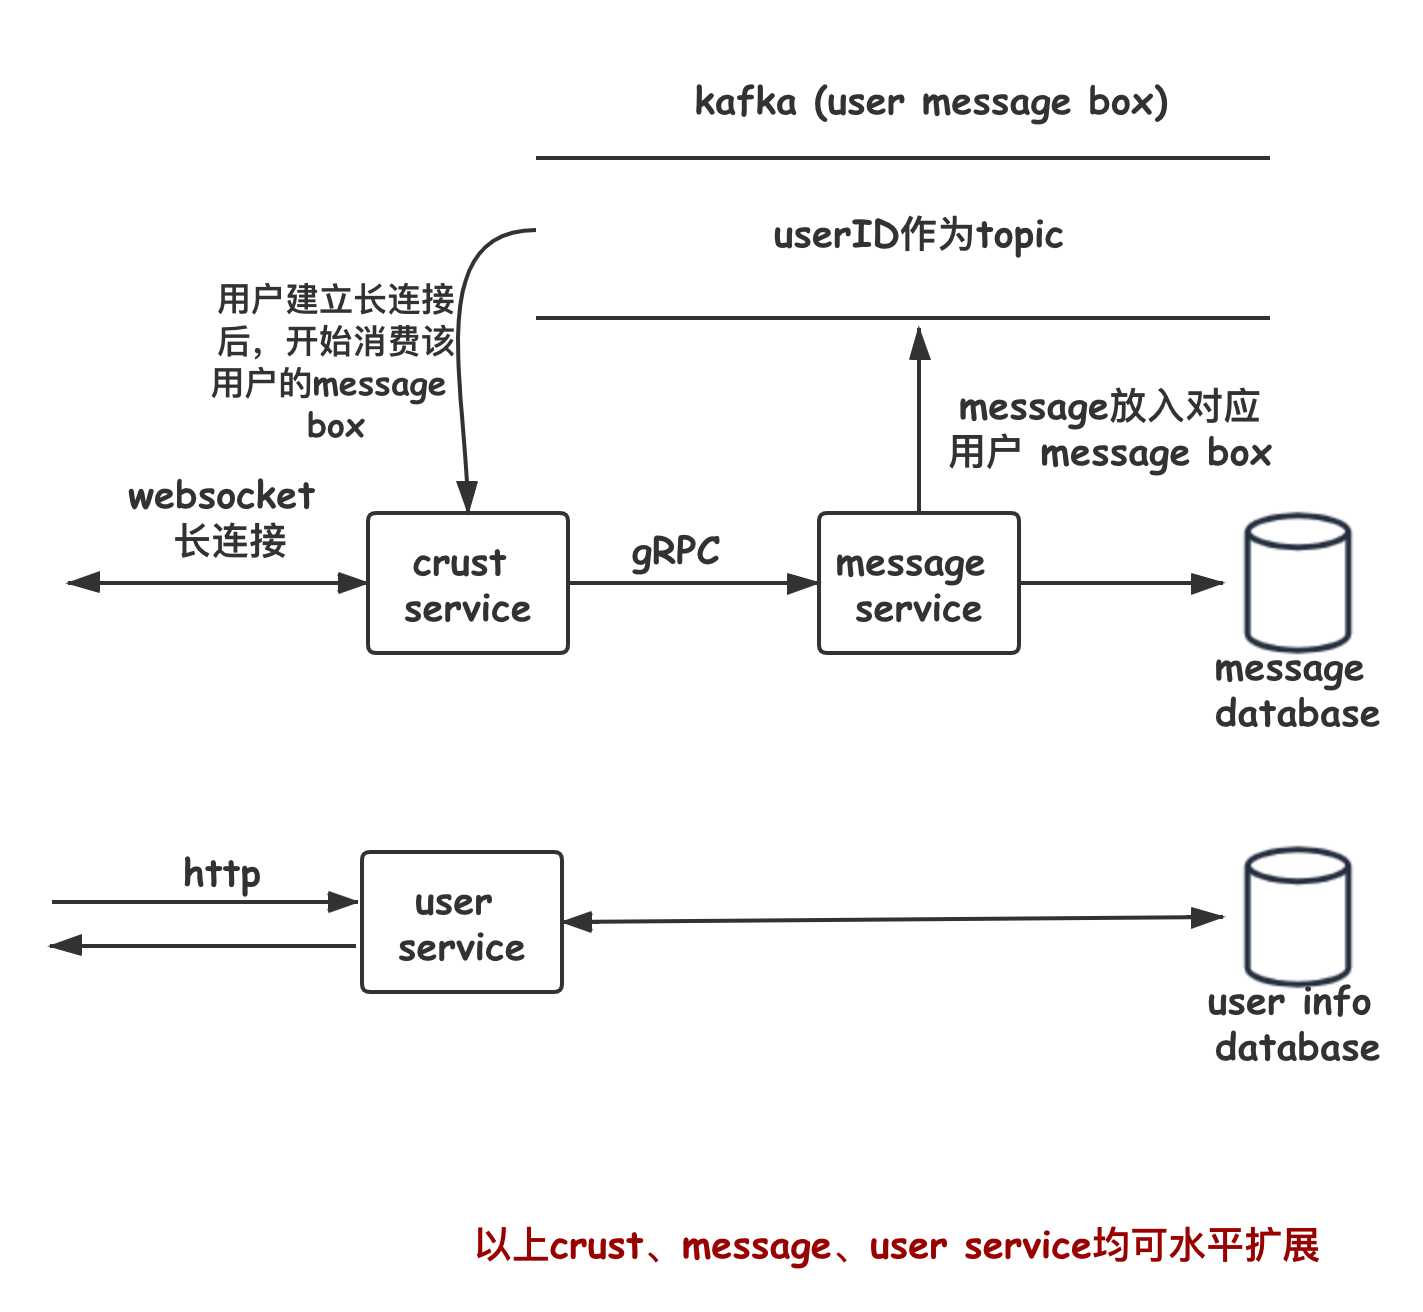 kafka (user message box)
userID作为topic
用户建立长连接
后，开始消费该
用户的message
box
message放入对应
用户 message box
websocket
长连接
crust
service
gRPC
message
service
message
database
http
user
service
user info
database
以上crust、message、user service均可水平扩展